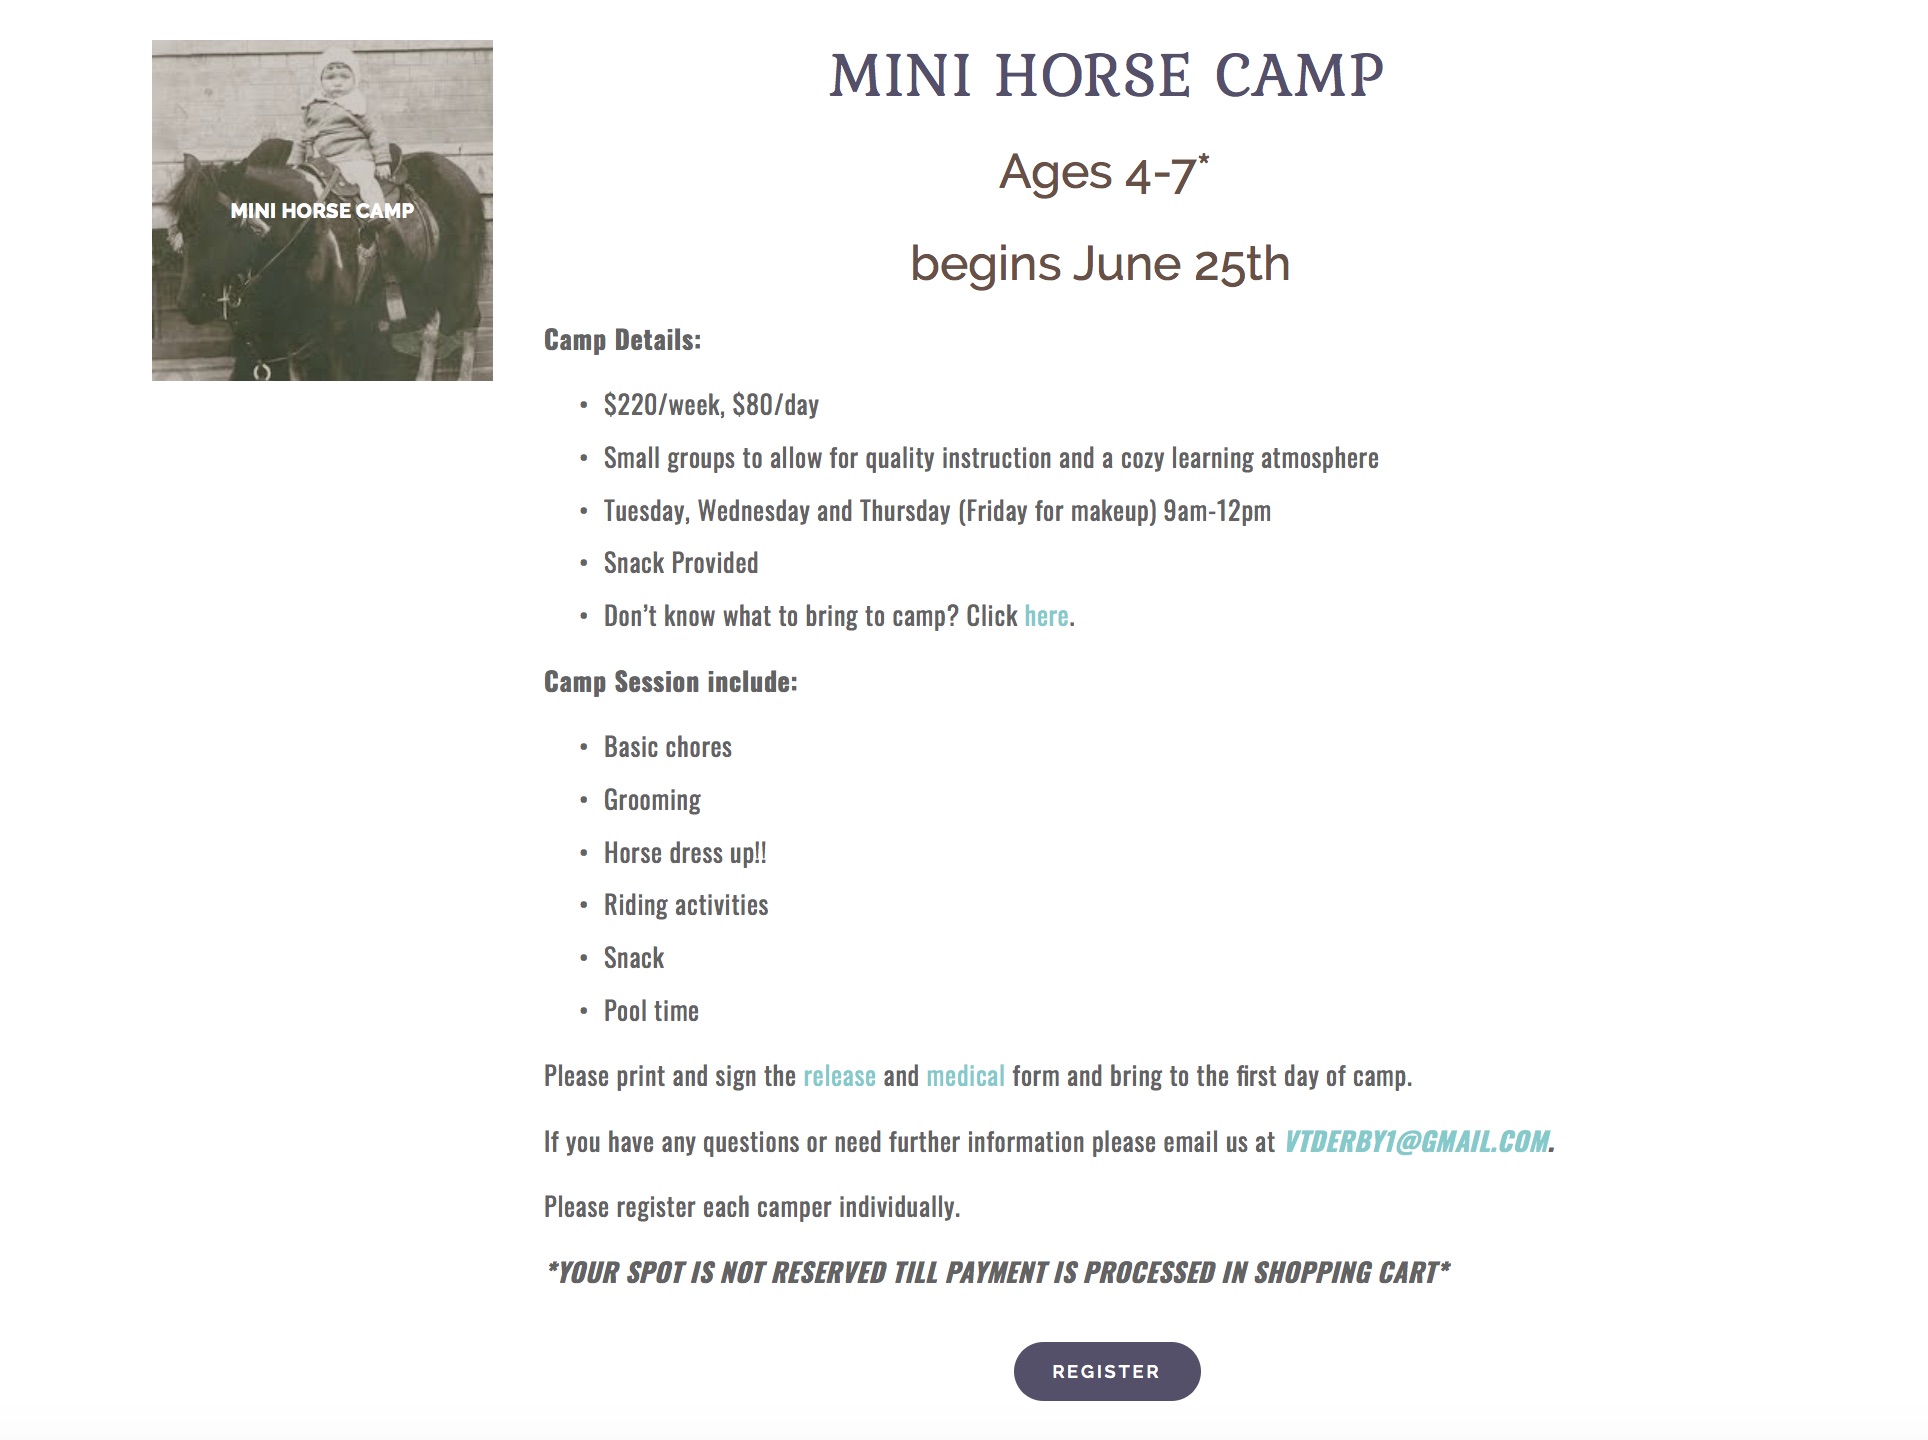 MINI HORSE CAMP
MINI HORSE CAMP
Ages 4-7*
begins June 25th
Camp Details:
• $220/week, $80/day
• Small groups to allow for quality instruction and a cozy learning atmosphere
• Tuesday, Wednesday and Thursday (Friday for makeup) 9am-12pm
• Snack Provided
• Don’t know what to bring to camp? Click here.
Camp Session include:
• Basic chores
• Grooming
• Horse dress up!!
• Riding activities
• Snack
• Pool time
Please print and sign the release and medical form and bring to the first day of camp.
If you have any questions or need further information please email us at VTDERBY1@GMAIL.COM.
Please register each camper individually.
*YOUR SPOT IS NOT RESERVED TILL PAYMENT IS PROCESSED IN SHOPPING CART*
REGISTER